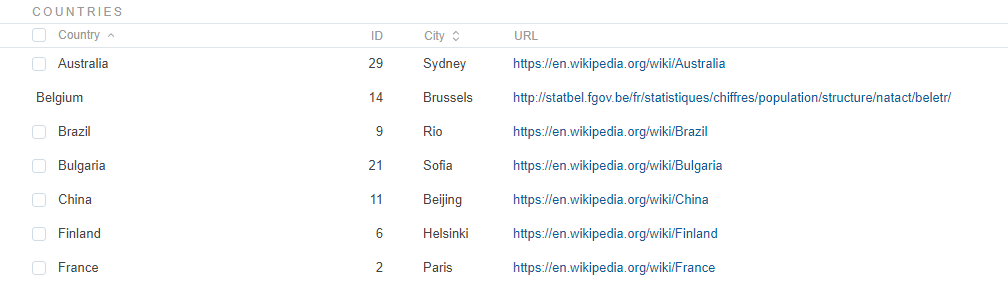 COUNTRIES
Country ID City URL
Australia 29 Sydney https://en.wikipedia.org/wiki/Australia
Belgium 14 Brussels http://statbel.fgov.be/fr/statistiques/chiffres/population/structure/natact/beletr/
Brazil 9 Rio https://en.wikipedia.org/wiki/Brazil
Bulgaria 21 Sofia https://en.wikipedia.org/wiki/Bulgaria
China 11 Beijing https://en.wikipedia.org/wiki/China
Finland 6 Helsinki https://en.wikipedia.org/wiki/Finland
France 2 Paris https://en.wikipedia.org/wiki/France